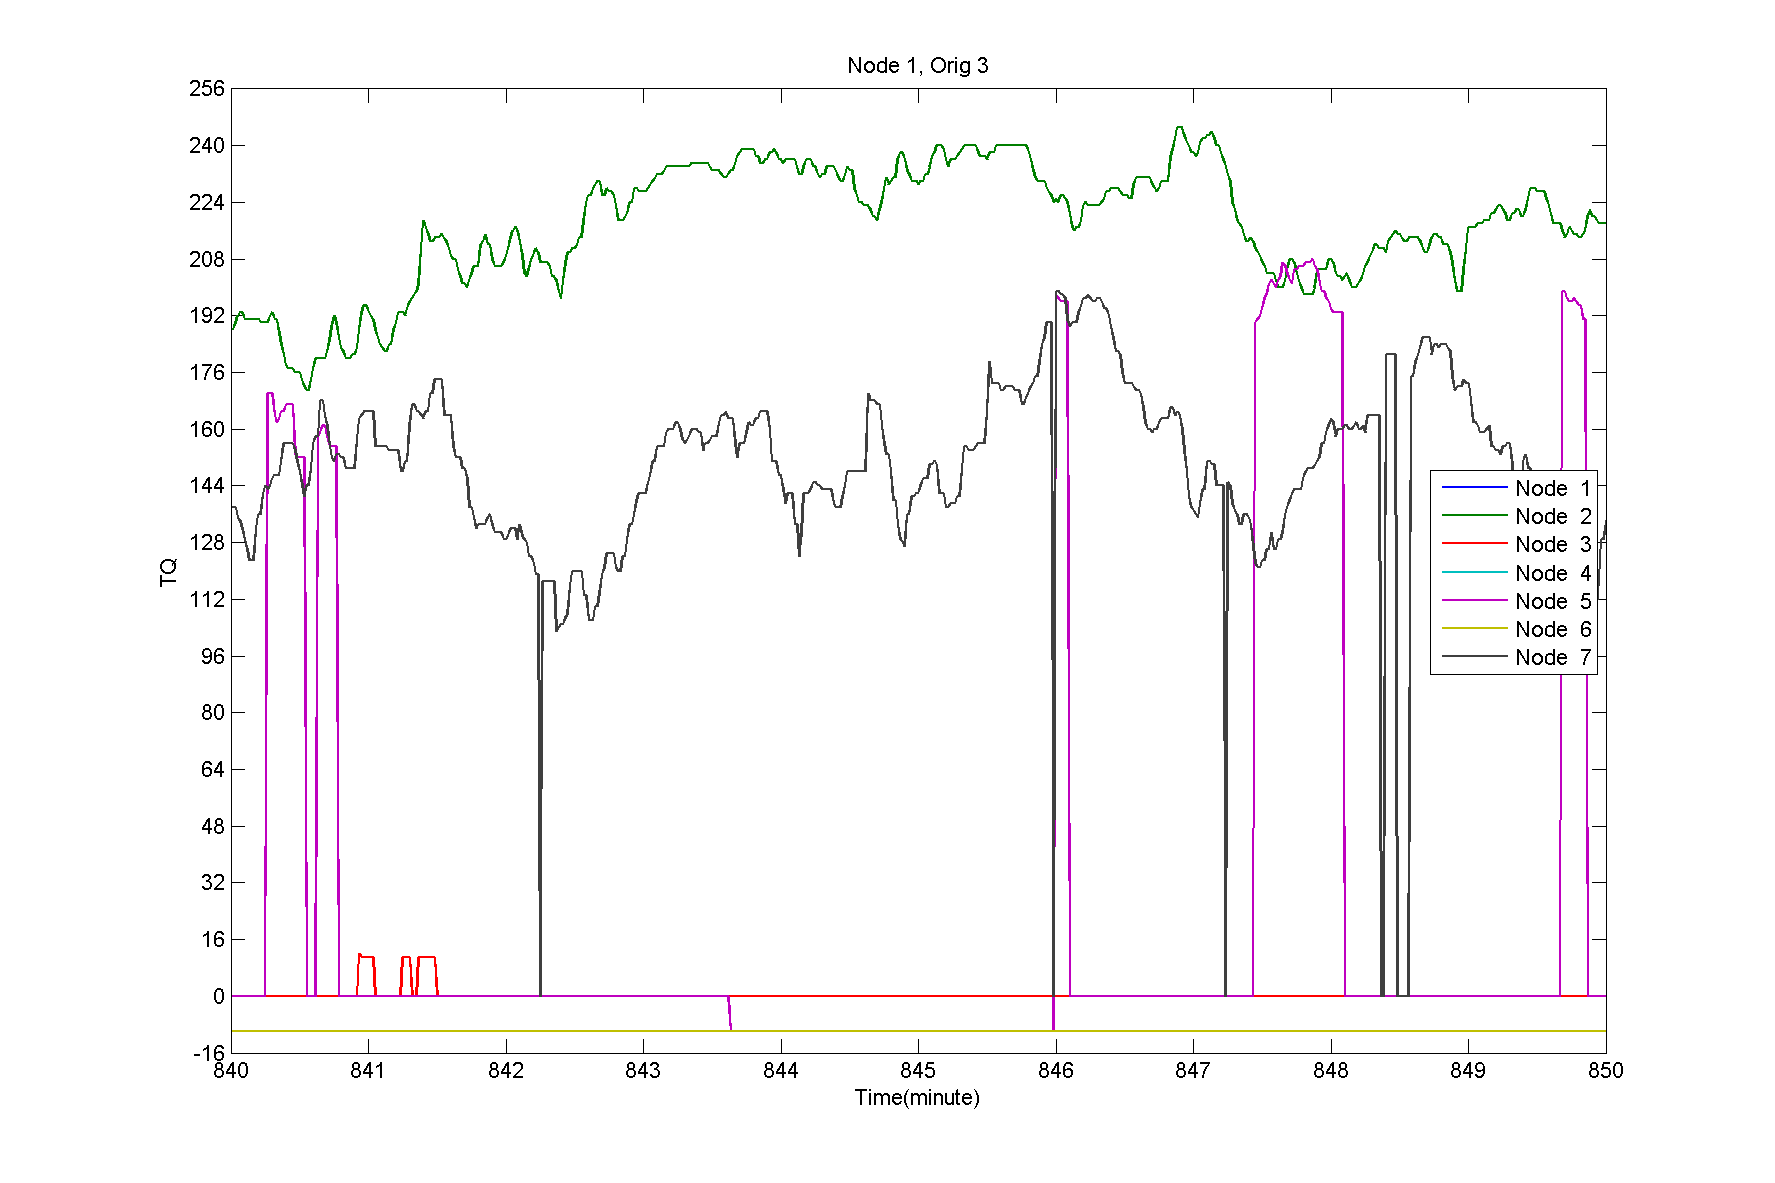 Node 1, Orig 3
256
240
224
208
192
176
160
144
128
112
96
80
64
48
32
16
0
-16
TQ
Node 1
Node 2
Node 3
Node 4
Node 5
Node 6
Node 7
840 841 842 843 844 845 846 847 848 849 850
Time(minute)